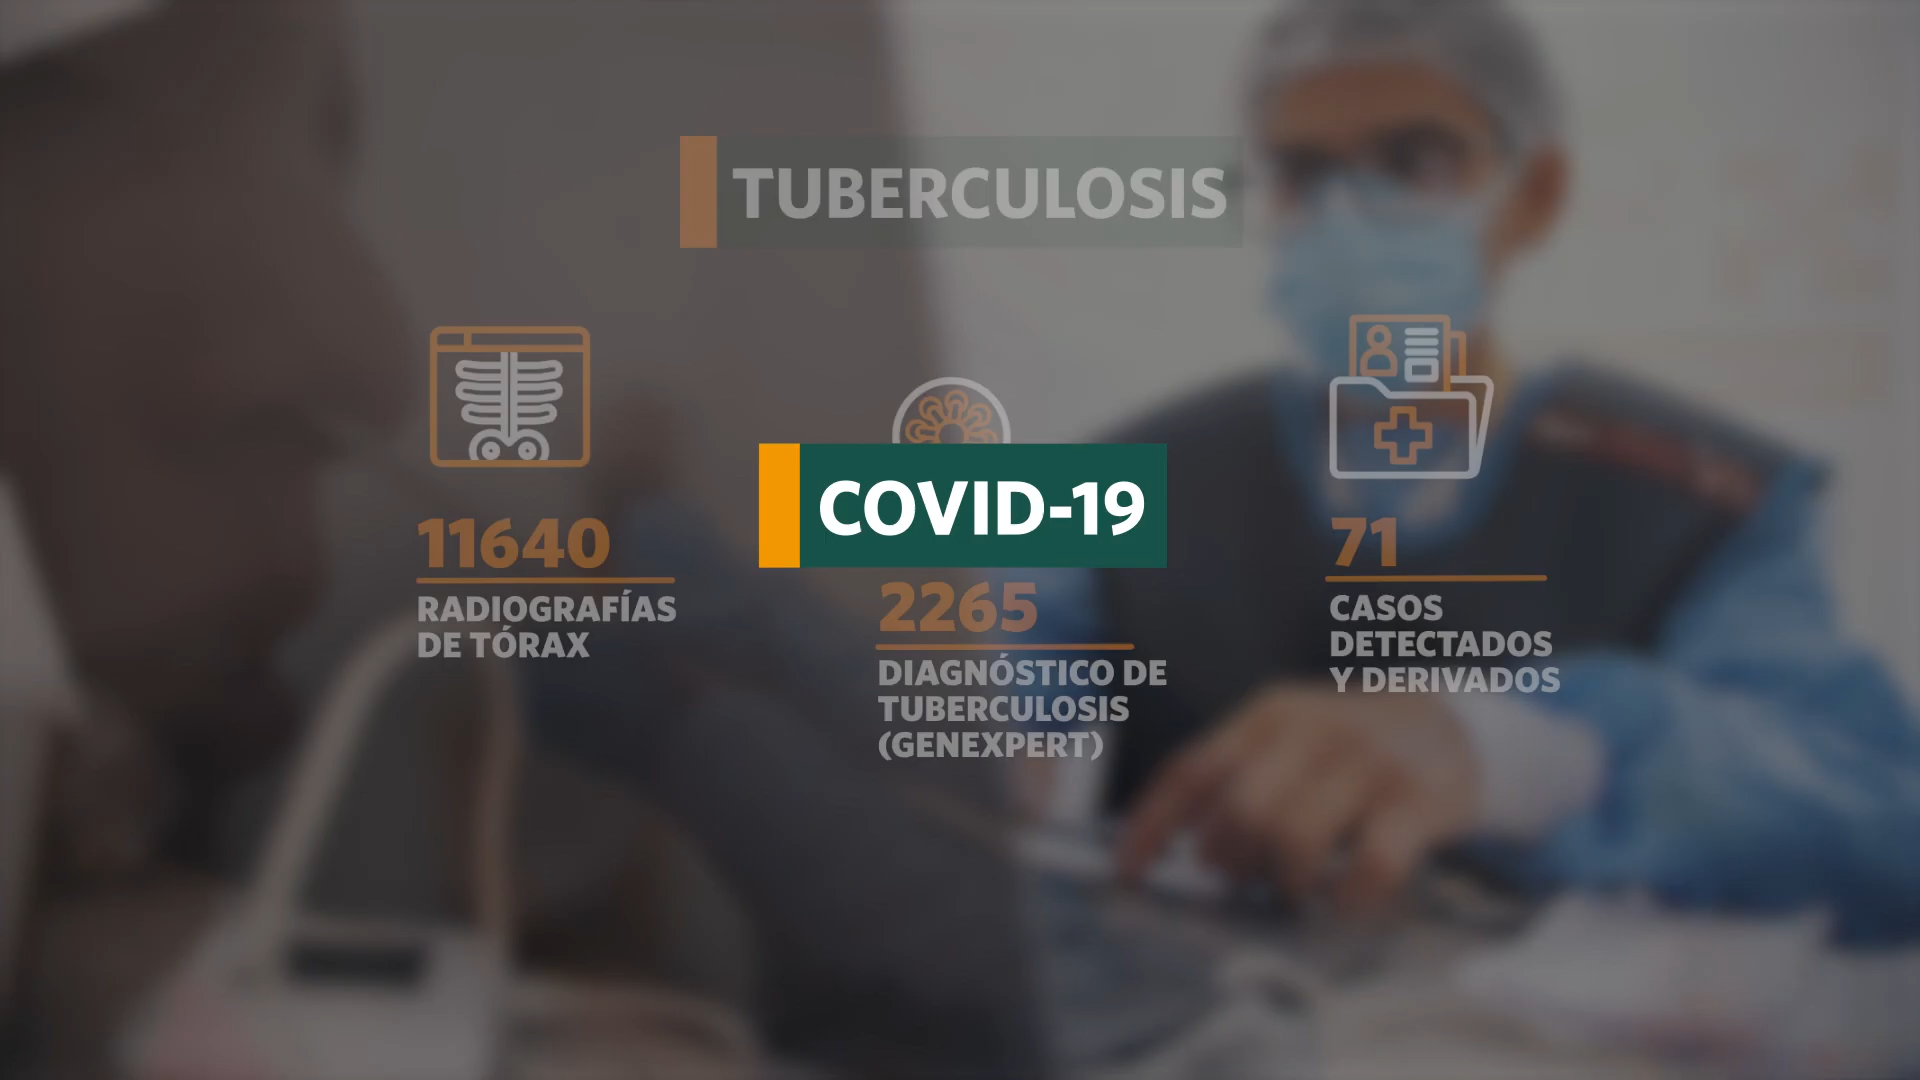 TUBERCULOSIS
COVID-19
11640
RADIOGRAFÍAS
DE TÓRAX
2265
DIAGNÓSTICO DE
TUBERCULOSIS
(GENEXPERT)
71
CASOS
DETECTADOS
Y DERIVADOS